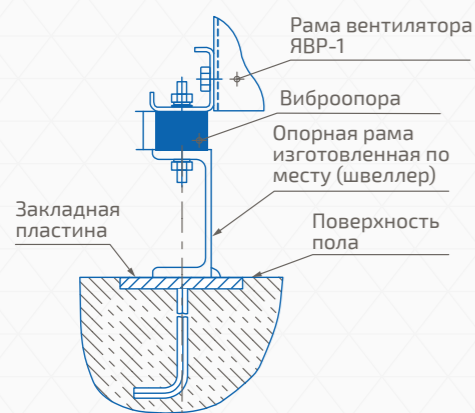 Рама вентилятора
ЯВР-1
Виброопора
Опорная рама
изготовленная по
месту (швеллер)
Закладная
пластина
Поверхность
пола